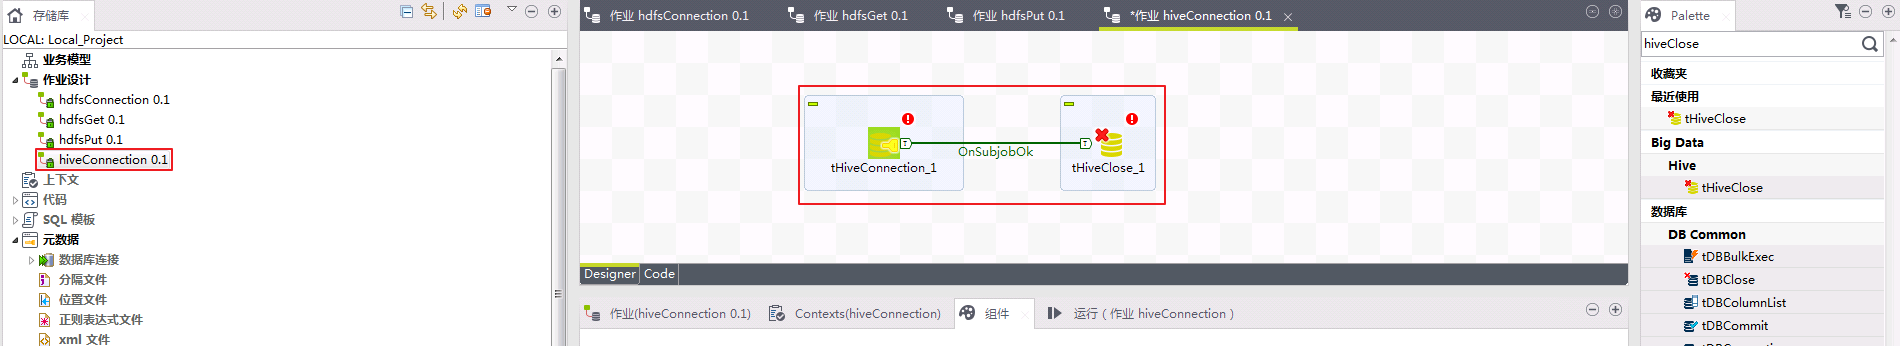 存储库
LOCAL: Local_Project
业务模型
作业设计
hdfsConnection 0.1
hdfsGet 0.1
hdfsPut 0.1
hiveConnection 0.1
上下文
代码
SQL 模板
元数据
数据库连接
分隔文件
位置文件
正则表达式文件
xml 文件
作业 hdfsConnection 0.1
作业 hdfsGet 0.1
作业 hdfsPut 0.1
*作业 hiveConnection 0.1
OnSubjobOk
tHiveConnection_1
tHiveClose_1
Designer
Code
作业(hiveConnection 0.1)
Contexts(hiveConnection)
组件
运行 ( 作业 hiveConnection )
Palette
hiveClose
收藏夹
最近使用
tHiveClose
Big Data
Hive
tHiveClose
数据库
DB Common
tDBBulkExec
tDBClose
tDBColumnList
tDBCommit